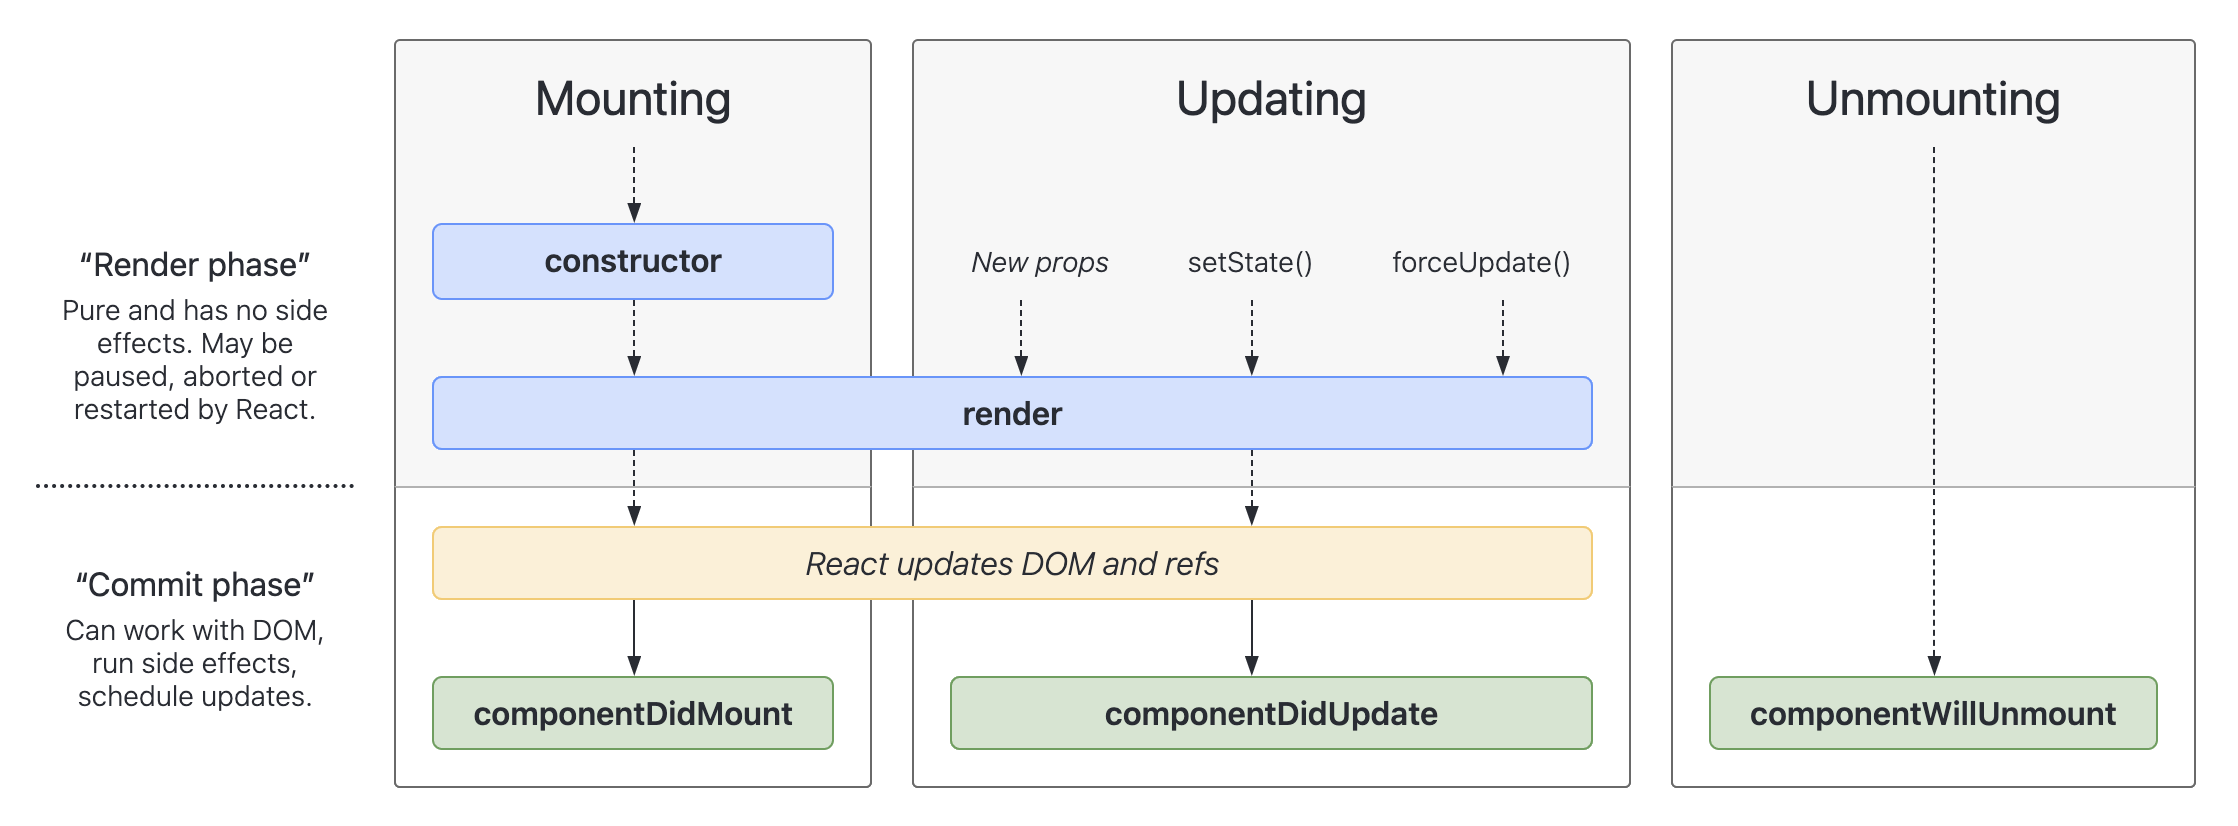 Mounting
Updating
Unmounting
“Render phase”
Pure and has no side
effects. May be
paused, aborted or
restarted by React.
constructor
New props
setState()
forceUpdate()
render
“Commit phase”
Can work with DOM,
run side effects,
schedule updates.
React updates DOM and refs
componentDidMount
componentDidUpdate
componentWillUnmount